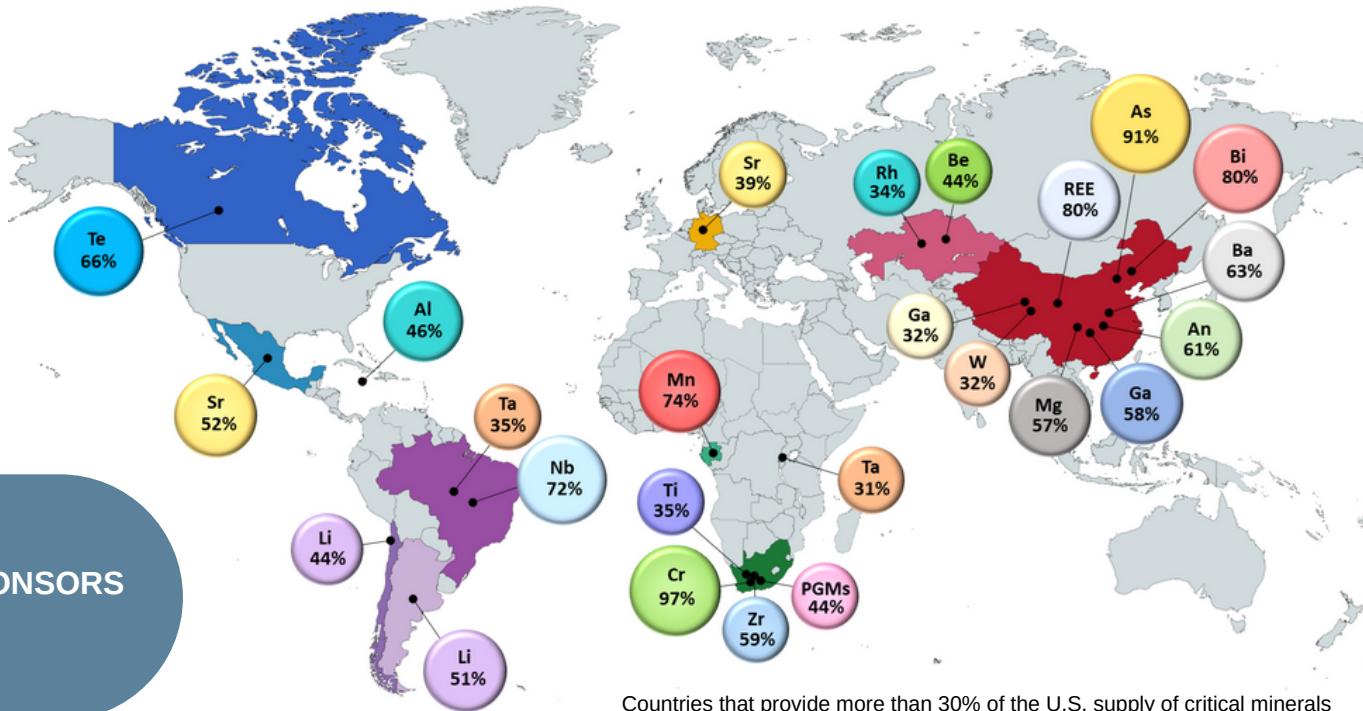 As
91%
Bi
80%
Sr
39%
Rh
34%
Be
44%
REE
80%
Te
66%
Ba
63%
Al
46%
Ga
32%
An
61%
W
32%
Mn
74%
Sr
52%
Ta
35%
Mg
57%
Ga
58%
Nb
72%
Ta
31%
Ti
35%
Li
44%
ONSORS
Cr
97%
PGMs
44%
Zr
59%
Li
51%
Countries that provide more than 30% of the U.S. supply of critical minerals